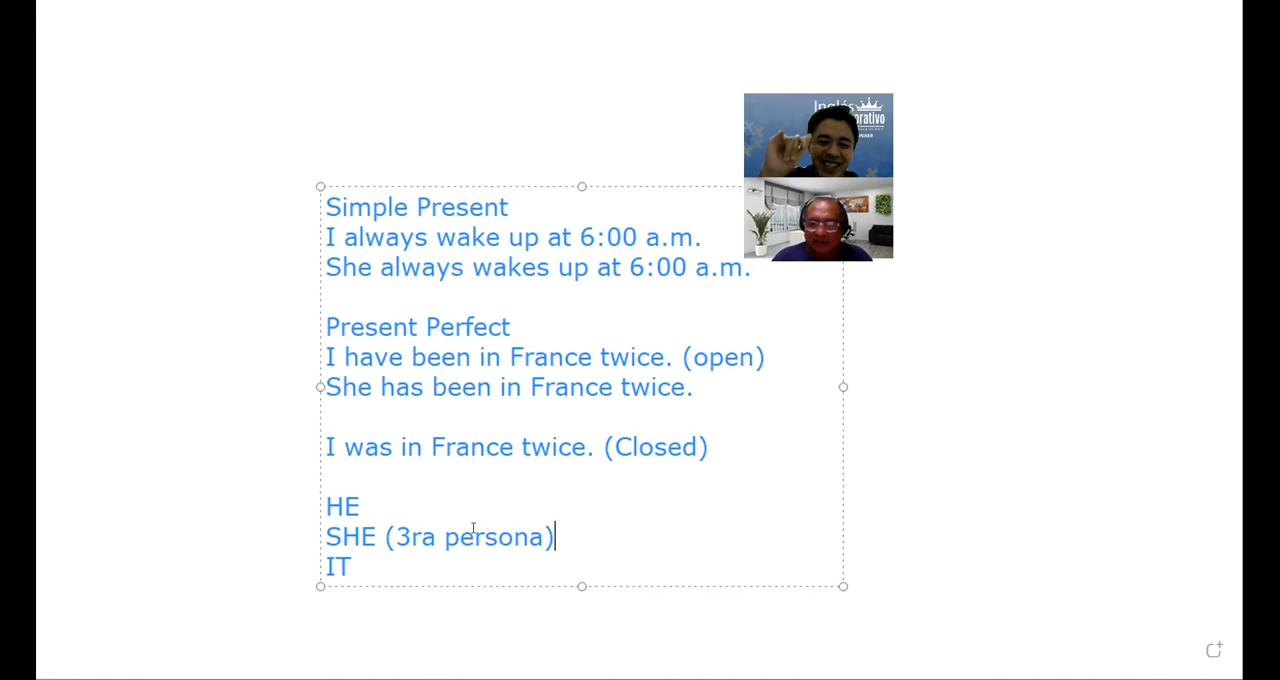 Inglés
Simple Present
I always wake up at 6:00 a.m.
She always wakes up at 6:00 a.m.
Present Perfect
I have been in France twice. (open)
She has been in France twice.
I was in France twice. (Closed)
HE
SHE (3ra persona)
IT